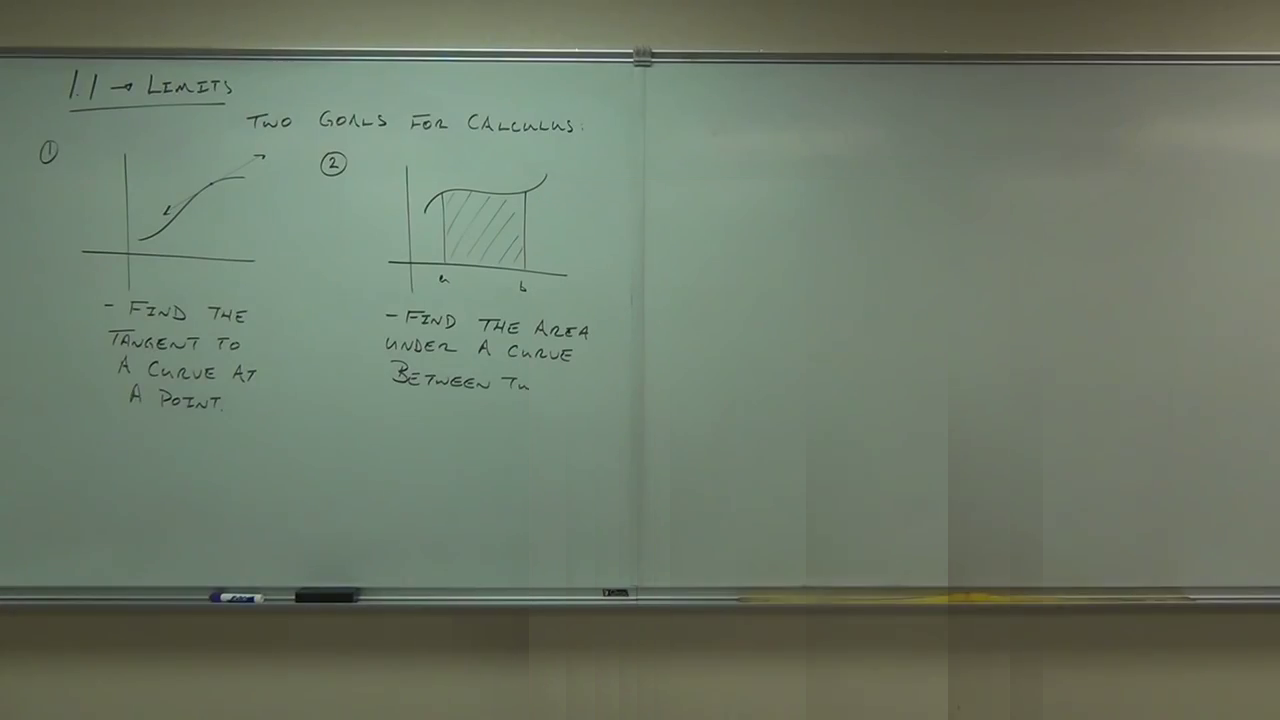 1.1 → LIMITS
TWO GOALS FOR CALCULUS:
①
- FIND THE
TANGENT TO
A CURVE AT
A POINT.
②
a b
- FIND THE AREA
UNDER A CURVE
BETWEEN TW